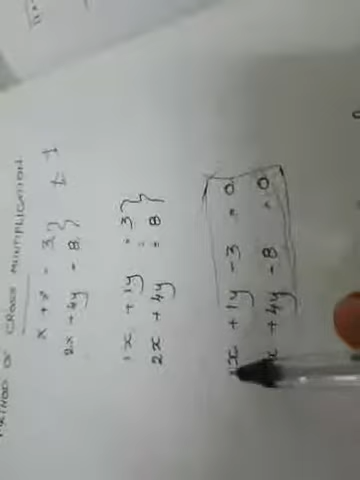 METHOD OF CROSS MULTIPLICATION
x + y = 3 }
2x + 4y = 8 }
1x + 1y = 3 }
2x + 4y = 8 }
1x + 1y - 3 = 0
x + 4y - 8 = 0